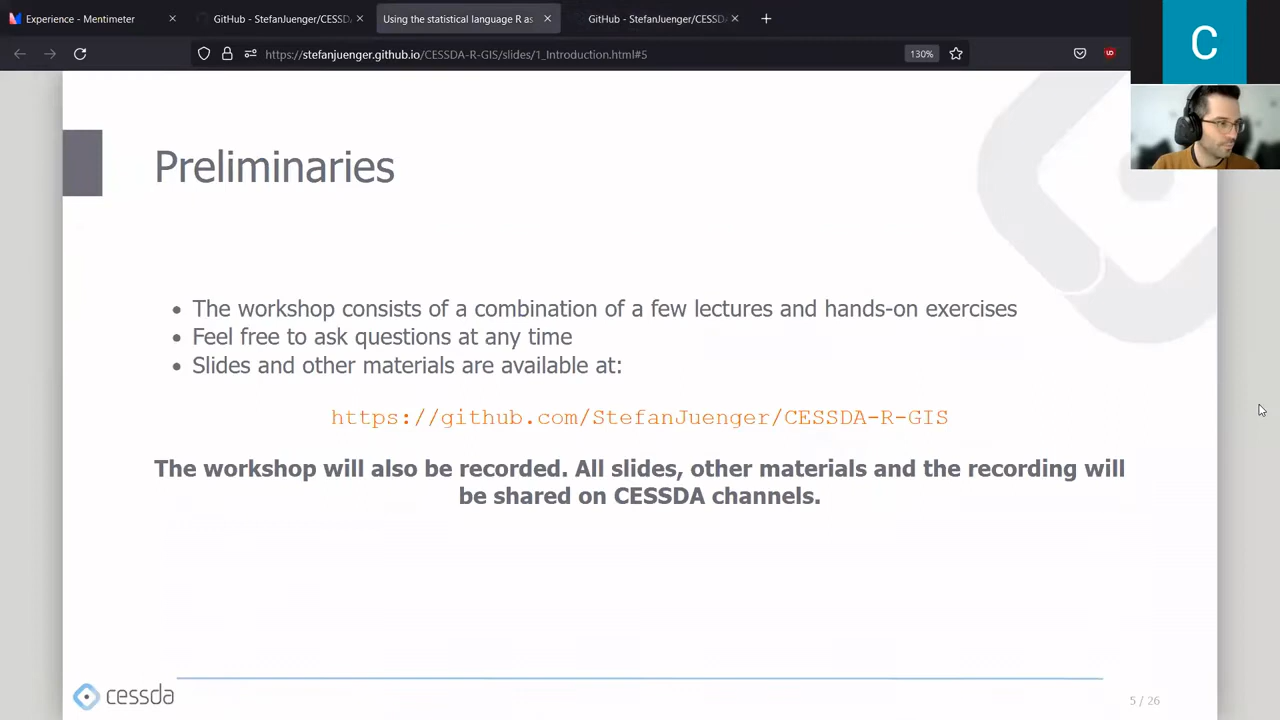 Experience - Mentimeter
GitHub - StefanJuenger/CESSDA
Using the statistical language R as
GitHub - StefanJuenger/CESSDA
https://stefanjuenger.github.io/CESSDA-R-GIS/slides/1_Introduction.html#5
130%
C
Preliminaries
• The workshop consists of a combination of a few lectures and hands-on exercises
• Feel free to ask questions at any time
• Slides and other materials are available at:
https://github.com/StefanJuenger/CESSDA-R-GIS
The workshop will also be recorded. All slides, other materials and the recording will
be shared on CESSDA channels.
cessda
5 / 26